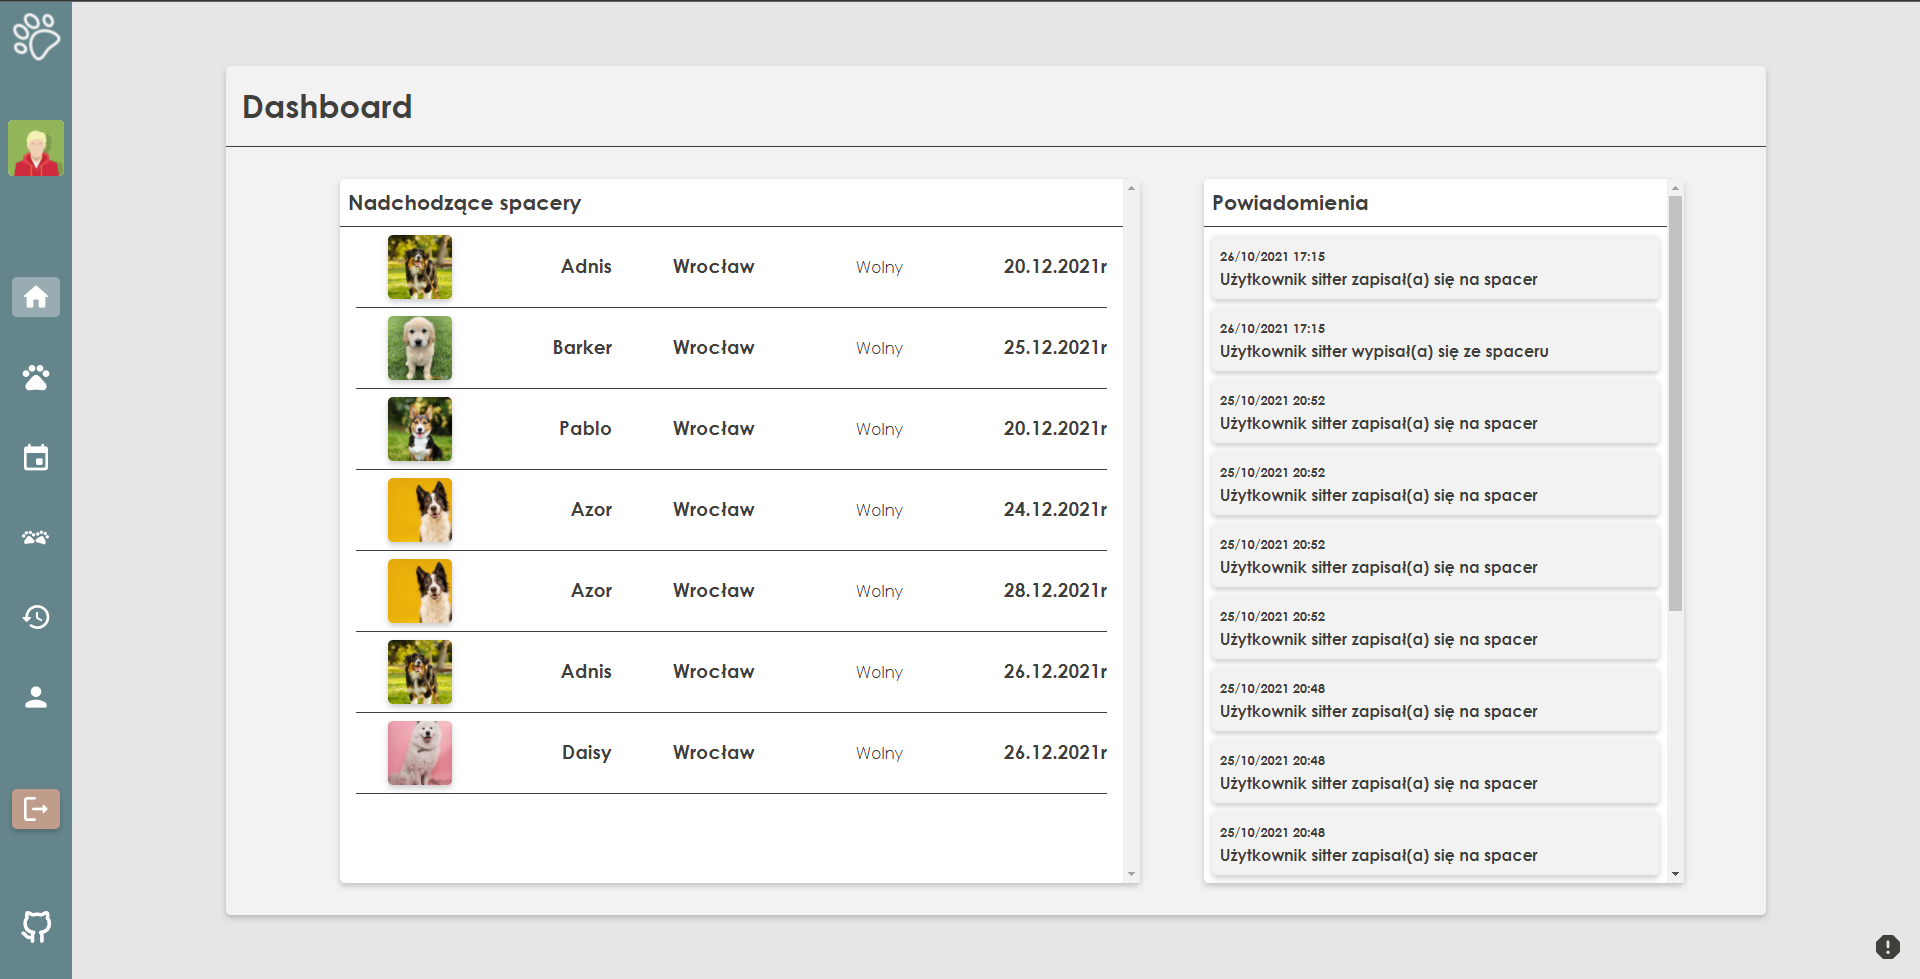 Dashboard
Nadchodzące spacery
Adnis Wrocław Wolny 20.12.2021r
Barker Wrocław Wolny 25.12.2021r
Pablo Wrocław Wolny 20.12.2021r
Azor Wrocław Wolny 24.12.2021r
Azor Wrocław Wolny 28.12.2021r
Adnis Wrocław Wolny 26.12.2021r
Daisy Wrocław Wolny 26.12.2021r
Powiadomienia
26/10/2021 17:15
Użytkownik sitter zapisał(a) się na spacer
26/10/2021 17:15
Użytkownik sitter wypisał(a) się ze spaceru
25/10/2021 20:52
Użytkownik sitter zapisał(a) się na spacer
25/10/2021 20:52
Użytkownik sitter zapisał(a) się na spacer
25/10/2021 20:52
Użytkownik sitter zapisał(a) się na spacer
25/10/2021 20:52
Użytkownik sitter zapisał(a) się na spacer
25/10/2021 20:48
Użytkownik sitter zapisał(a) się na spacer
25/10/2021 20:48
Użytkownik sitter zapisał(a) się na spacer
25/10/2021 20:48
Użytkownik sitter zapisał(a) się na spacer